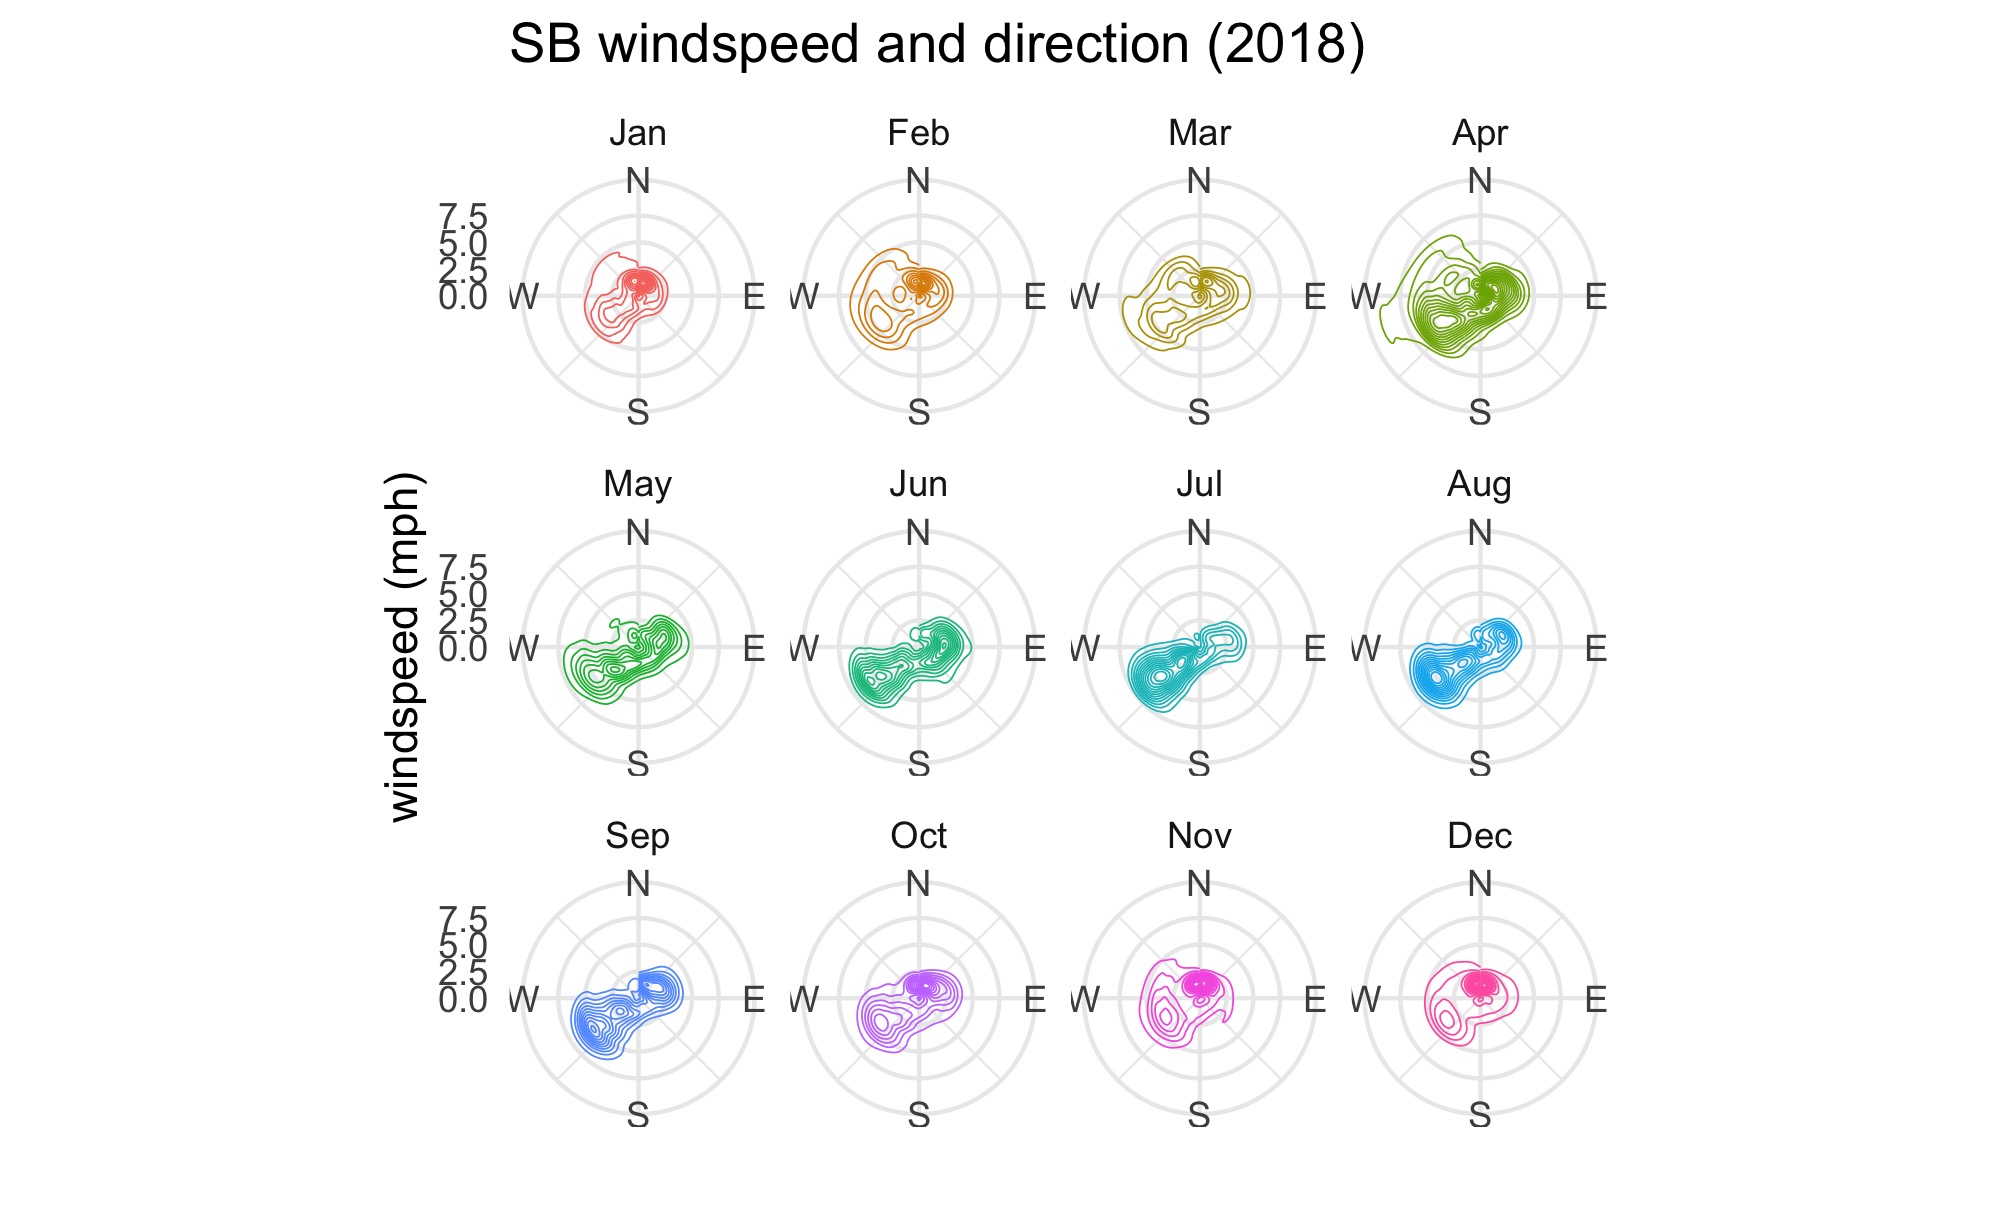 SB windspeed and direction (2018)
Jan Feb Mar Apr
N N N N
7.5
5.0
2.5
0.0 W E W E W E W E
S S S S
windspeed (mph)
May Jun Jul Aug
N N N N
7.5
5.0
2.5
0.0 W E W E W E W E
S S S S
Sep Oct Nov Dec
N N N N
7.5
5.0
2.5
0.0 W E W E W E W E
S S S S